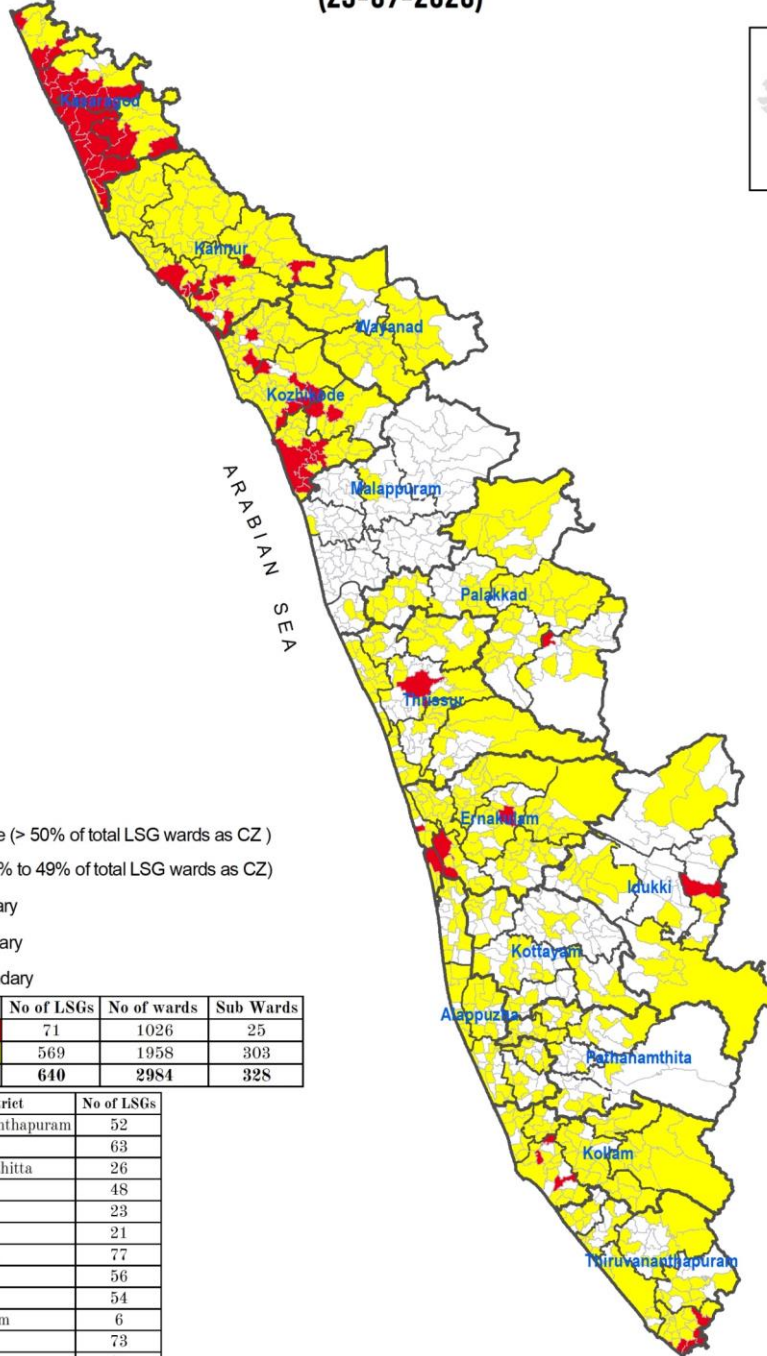 Kasaragod
Kannur
Wayanad
Kozhikode
Malappuram
ARABIAN SEA
Palakkad
Thrissur
Ernakulam
Idukki
Kottayam
Alappuzha
Pathanamthita
Kollam
Thiruvananthapuram
e (> 50% of total LSG wards as CZ )
% to 49% of total LSG wards as CZ)
ary
ary
dary
No of LSGs No of wards Sub Wards
71 1026 25
569 1958 303
640 2984 328
rict No of LSGs
nthapuram 52
63
hitta 26
48
23
21
77
56
54
m 6
73